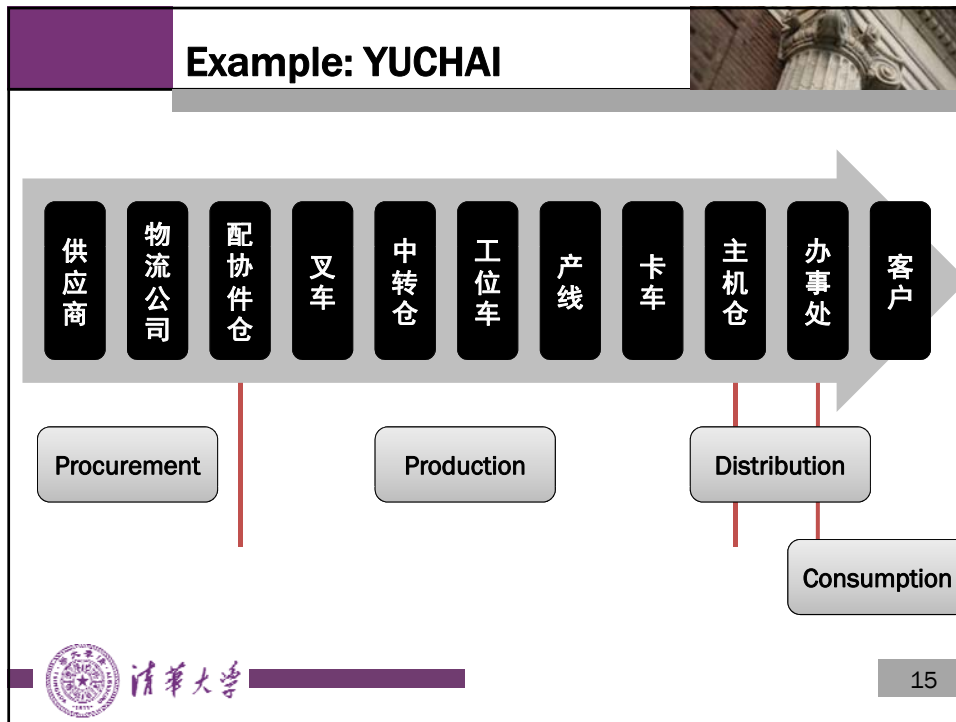 Example: YUCHAI
供应商
物流公司
配协件仓
叉车
中转仓
工位车
产线
卡车
主机仓
办事处
客户
Procurement
Production
Distribution
Consumption
清華大学
15